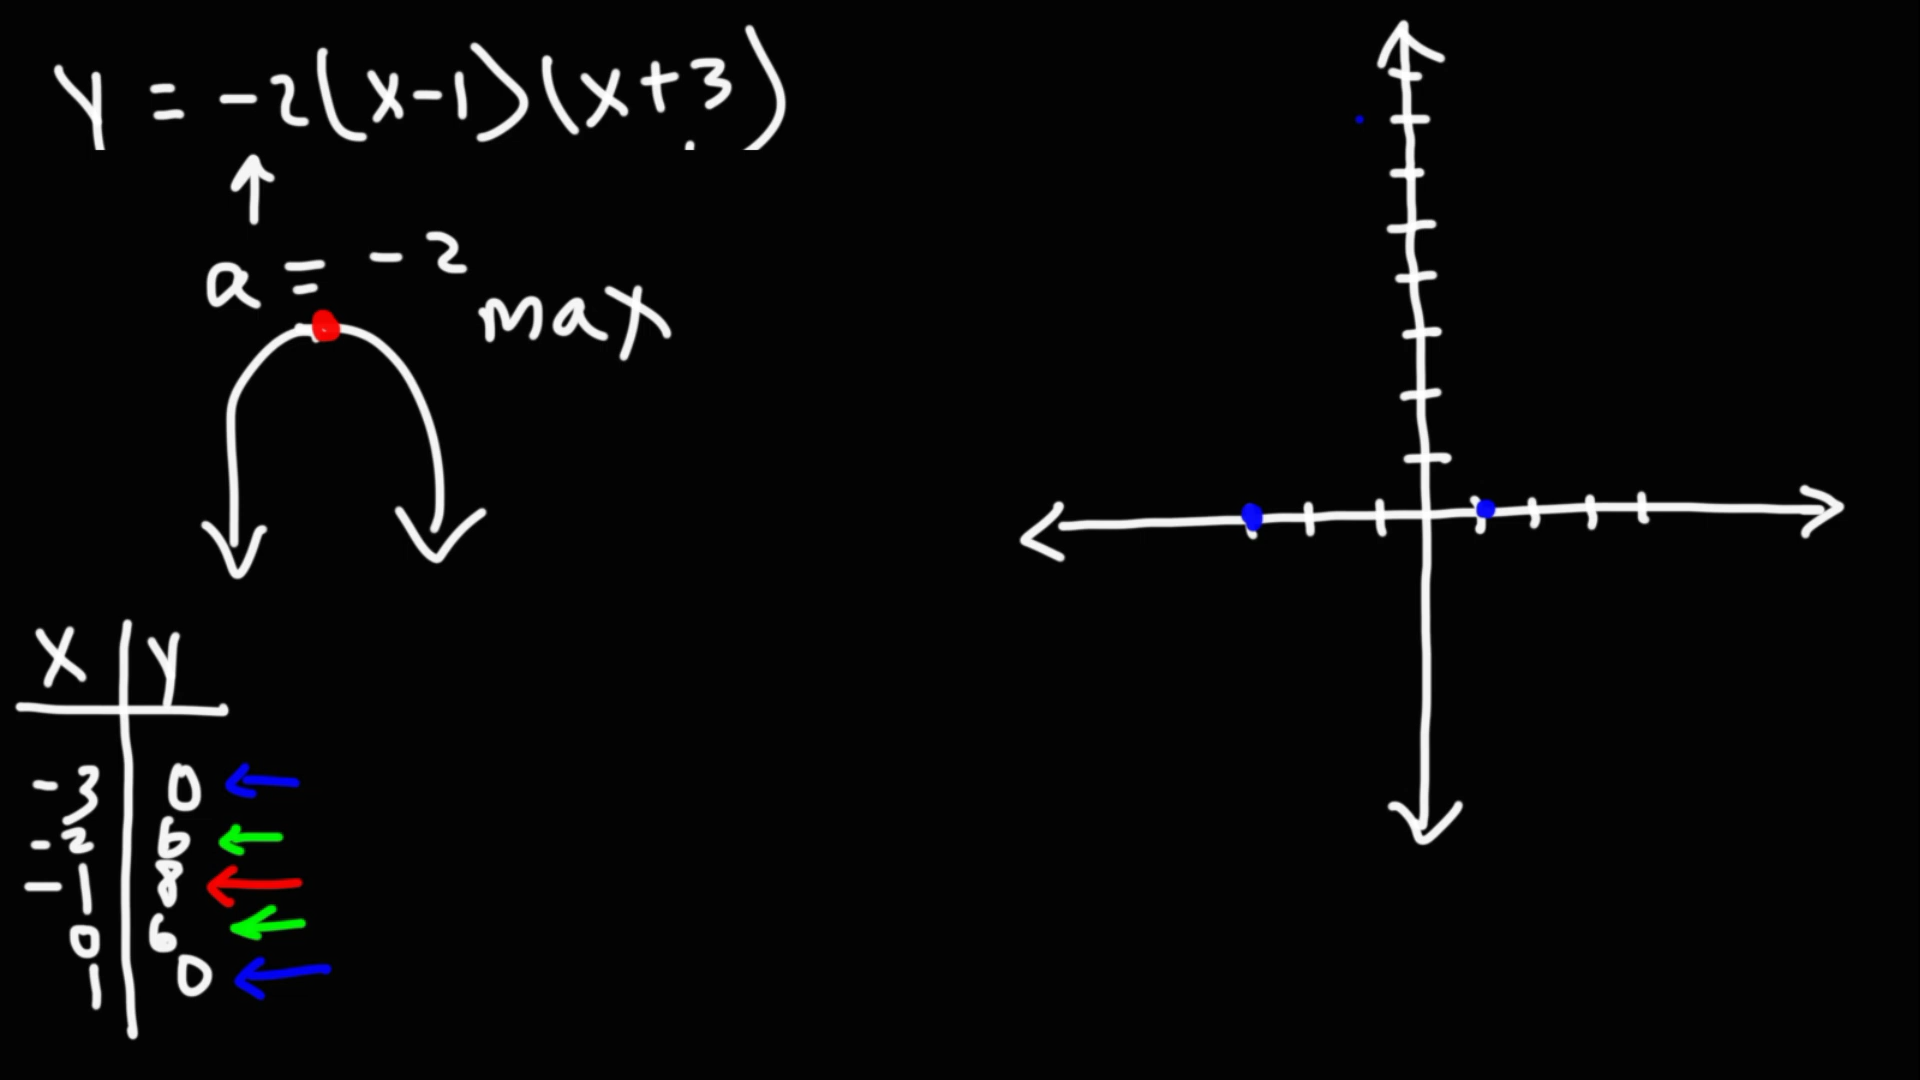 y = -2(x-1)(x+3)
a = -2
max
x y
-3 0
-2 6
-1 8
0 6
1 0